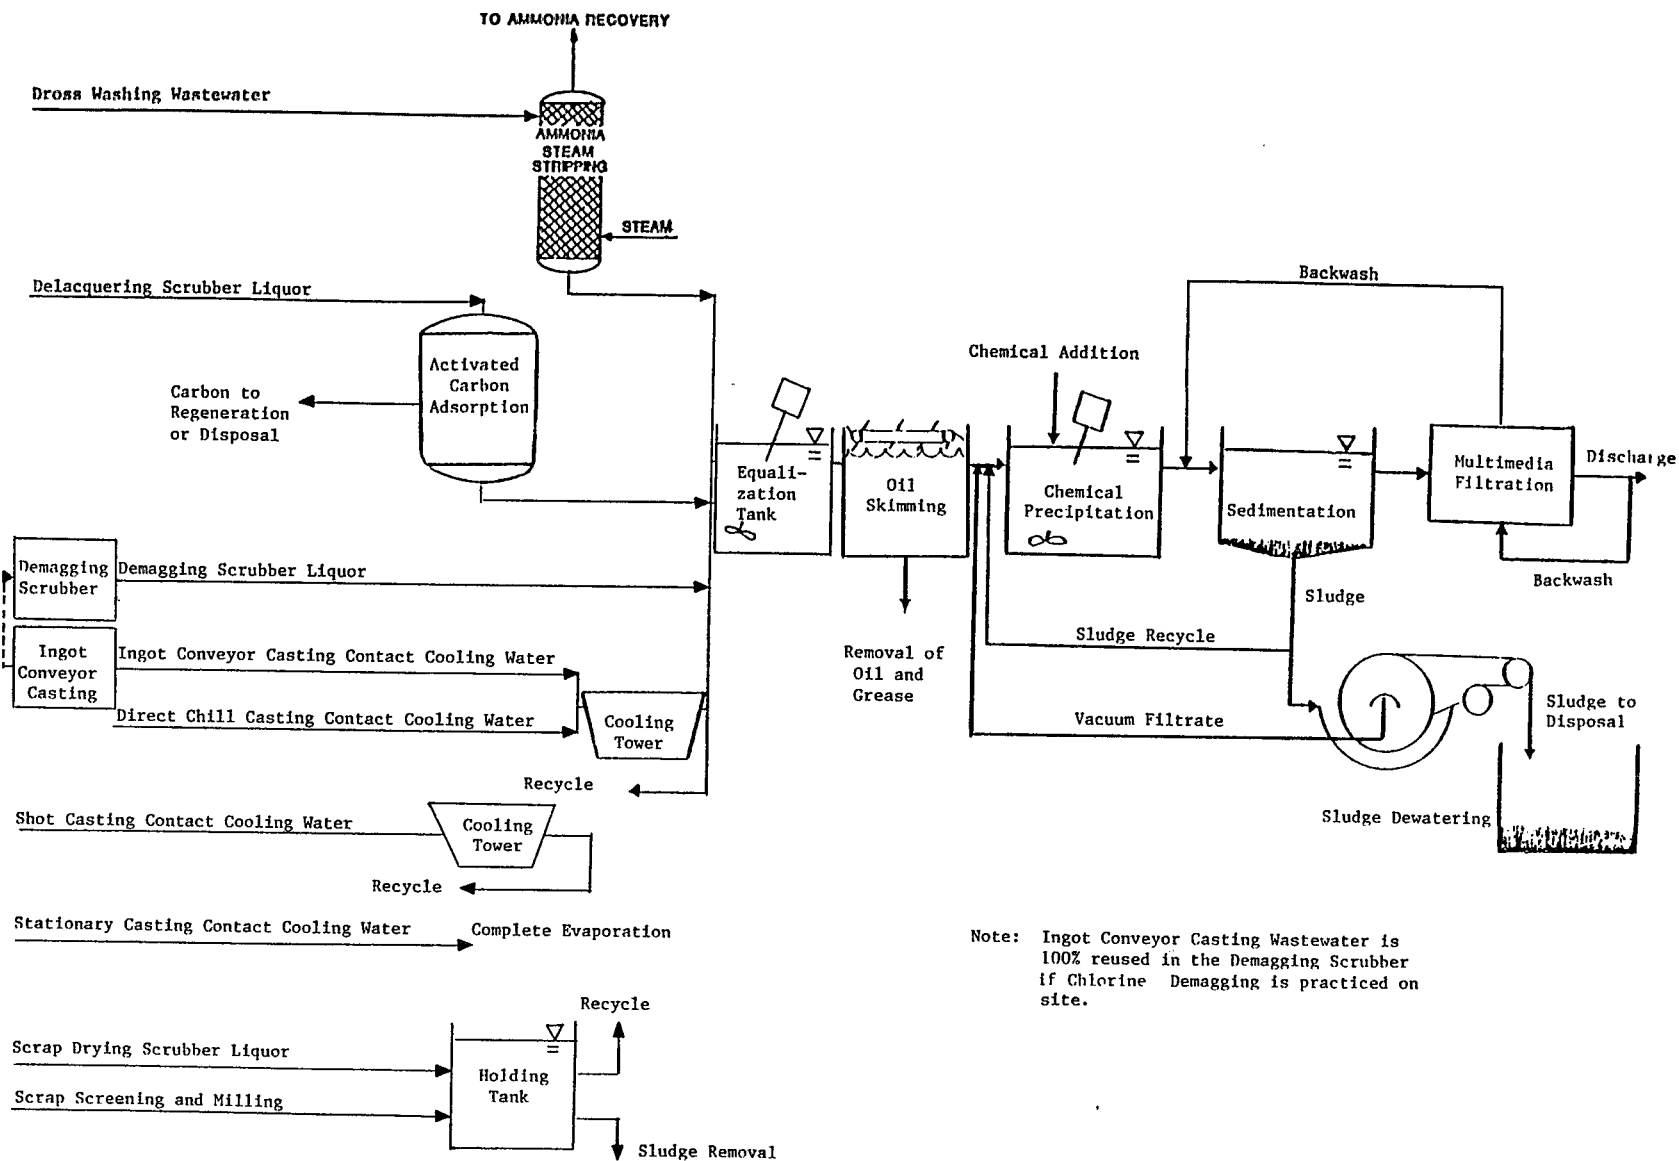 TO AMMONIA RECOVERY
Dross Washing Wastewater
AMMONIA
STEAM
STRIPPING
STEAM
Delacquering Scrubber Liquor
Activated
Carbon
Adsorption
Carbon to
Regeneration
or Disposal
Backwash
Chemical Addition
Equali-
zation
Tank
Oil
Skimming
Chemical
Precipitation
Sedimentation
Multimedia
Filtration
Discharge
Backwash
Demagging
Scrubber
Demagging Scrubber Liquor
Sludge
Sludge Recycle
Ingot
Conveyor
Casting
Ingot Conveyor Casting Contact Cooling Water
Direct Chill Casting Contact Cooling Water
Cooling
Tower
Recycle
Removal of
Oil and
Grease
Vacuum Filtrate
Sludge to
Disposal
Sludge Dewatering
Shot Casting Contact Cooling Water
Cooling
Tower
Recycle
Stationary Casting Contact Cooling Water
Complete Evaporation
Note: Ingot Conveyor Casting Wastewater is
100% reused in the Demagging Scrubber
if Chlorine Demagging is practiced on
site.
Recycle
Scrap Drying Scrubber Liquor
Scrap Screening and Milling
Holding
Tank
Sludge Removal